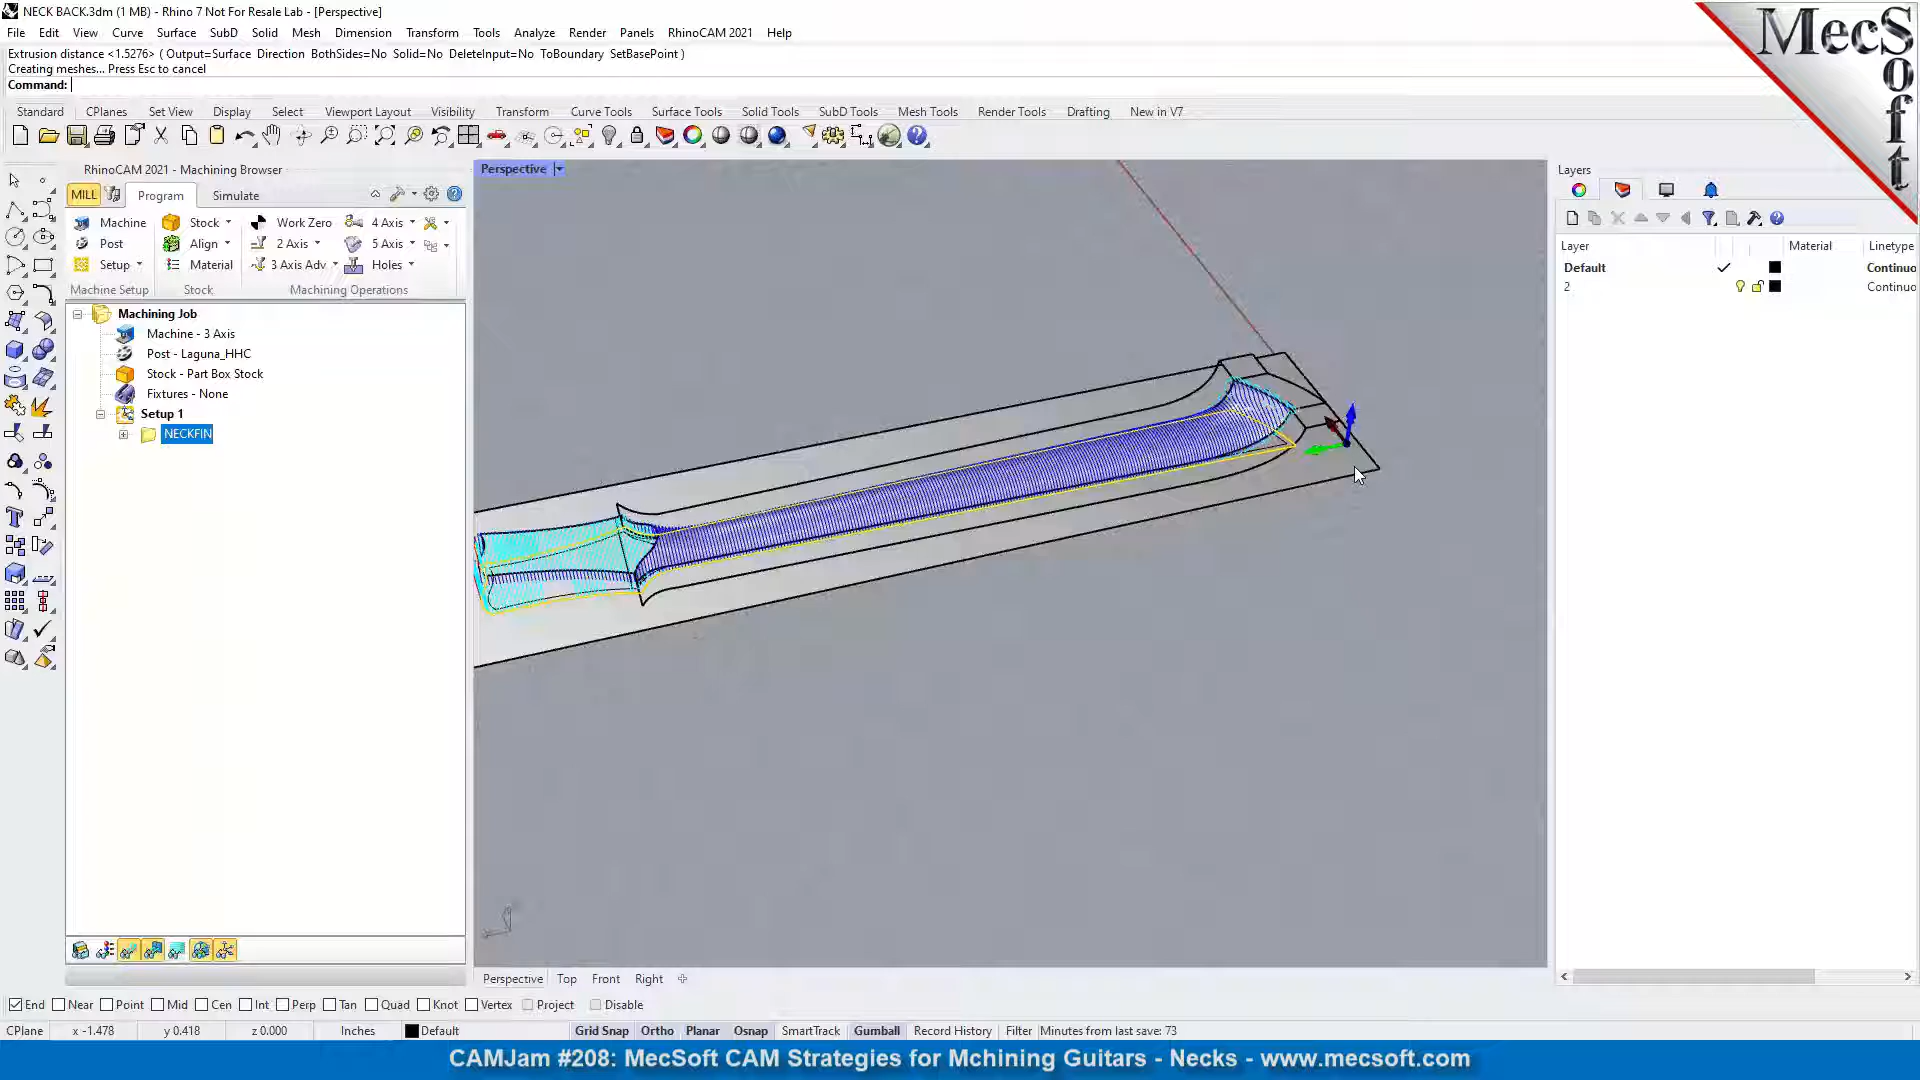 NECK BACK.3dm (1 MB) - Rhino 7 Not For Resale Lab - [Perspective]
File Edit View Curve Surface SubD Solid Mesh Dimension Transform Tools Analyze Render Panels RhinoCAM 2021 Help
Extrusion distance <1.5276> ( Output=Surface Direction BothSides=No Solid=No DeleteInput=No ToBoundary SetBasePoint )
Creating meshes... Press Esc to cancel
Command:
Standard CPlanes Set View Display Select Viewport Layout Visibility Transform Curve Tools Surface Tools Solid Tools SubD Tools Mesh Tools Render Tools Drafting New in V7
MecSoft
RhinoCAM 2021 - Machining Browser
Perspective
Layers
MILL Program Simulate
Machine Stock Work Zero 4 Axis
Post Align 2 Axis 5 Axis
Setup Material 3 Axis Adv Holes
Machine Setup Stock Machining Operations
Layer Material Linetype
Default Continuo
2 Continuo
Machining Job
Machine - 3 Axis
Post - Laguna_HHC
Stock - Part Box Stock
Fixtures - None
Setup 1
NECKFIN
Perspective Top Front Right
End Near Point Mid Cen Int Perp Tan Quad Knot Vertex Project Disable
CPlane x -1.478 y 0.418 z 0.000 Inches Default Grid Snap Ortho Planar Osnap SmartTrack Gumball Record History Filter Minutes from last save: 73
CAMJam #208: MecSoft CAM Strategies for Mchining Guitars - Necks - www.mecsoft.com